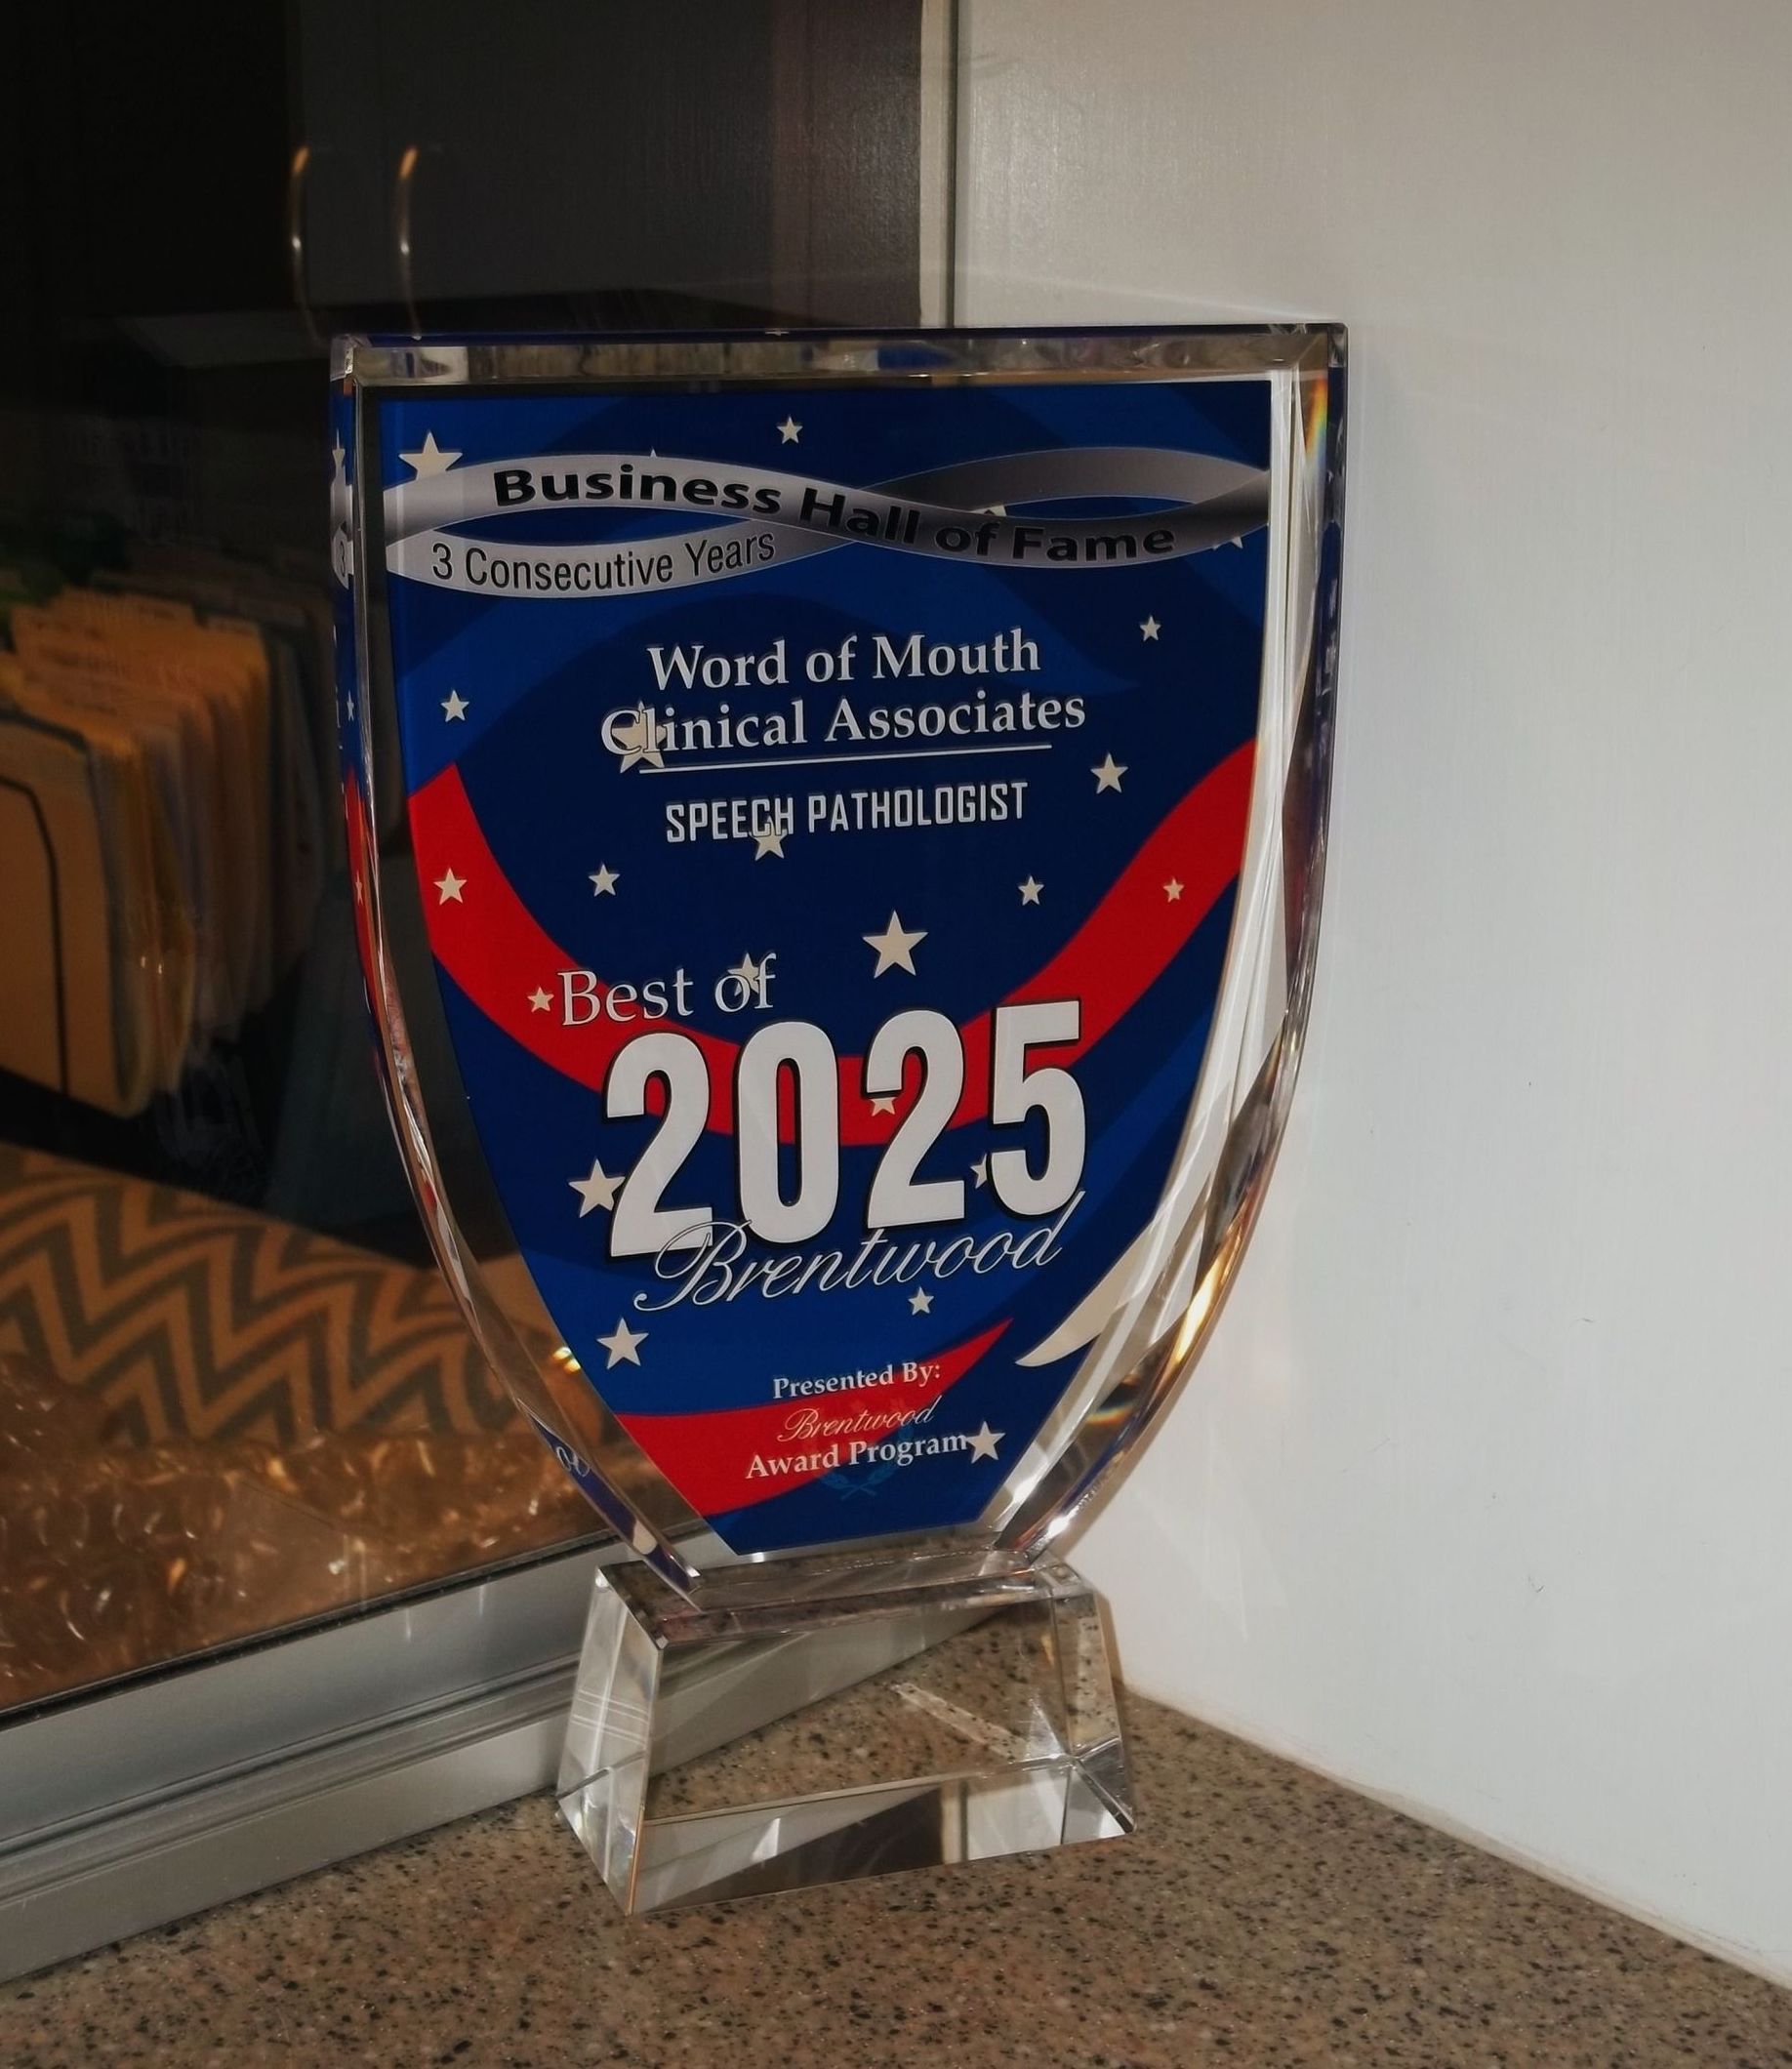 Business Hall of Fame
3 Consecutive Years
Word of Mouth
Clinical Associates
SPEECH PATHOLOGIST
Best of
2025
Brentwood
Presented By:
Brentwood
Award Program